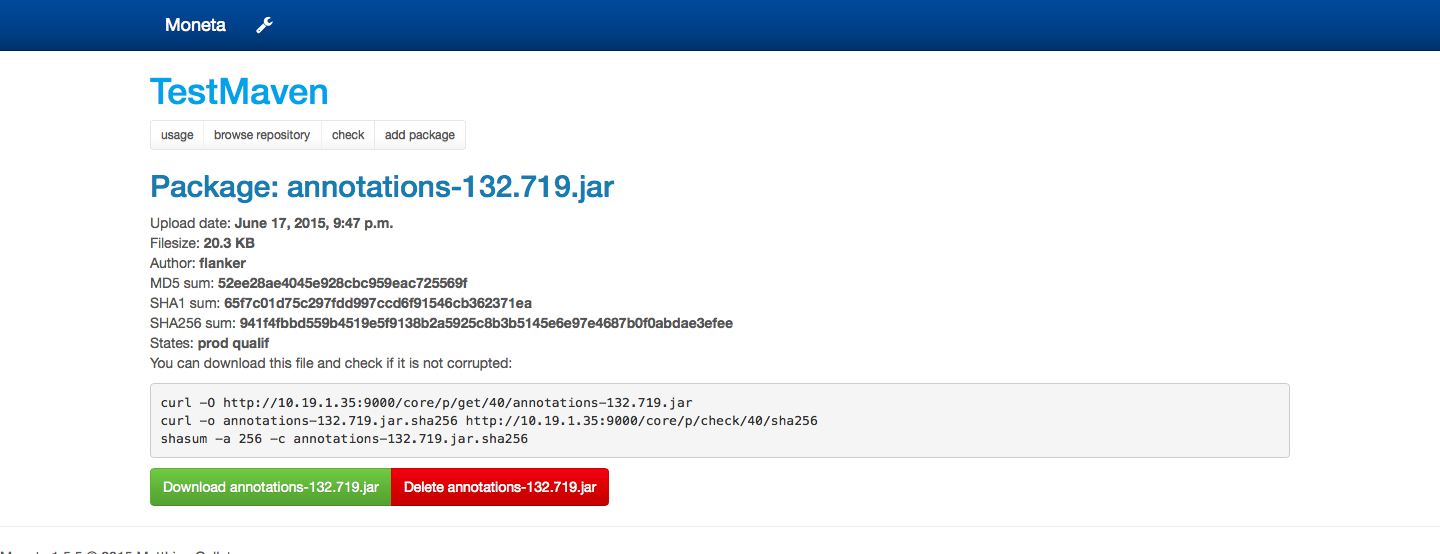 Moneta
TestMaven
usage browse repository check add package
Package: annotations-132.719.jar
Upload date: June 17, 2015, 9:47 p.m.
Filesize: 20.3 KB
Author: flanker
MD5 sum: 52ee28ae4045e928cbc959eac725569f
SHA1 sum: 65f7c01d75c297fdd997ccd6f91546cb362371ea
SHA256 sum: 941f4fbbd559b4519e5f9138b2a5925c8b3b5145e6e97e4687b0f0abdae3efee
States: prod qualif
You can download this file and check if it is not corrupted:
curl -O http://10.19.1.35:9000/core/p/get/40/annotations-132.719.jar
curl -o annotations-132.719.jar.sha256 http://10.19.1.35:9000/core/p/check/40/sha256
shasum -a 256 -c annotations-132.719.jar.sha256
Download annotations-132.719.jar Delete annotations-132.719.jar